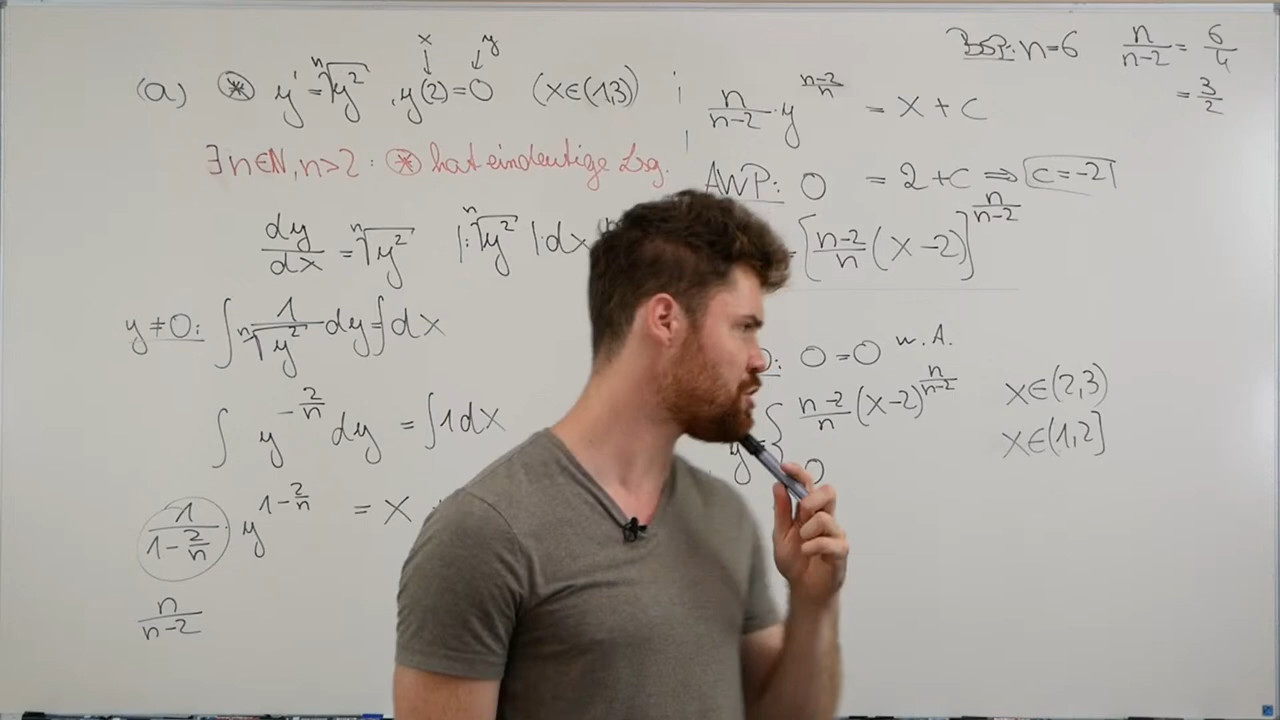 x y
(a) ⊛ y' = ⁿ√y² , y(2)=0 (x∈(1,3))
∃ n∈ℕ, n>2: ⊛ hat eindeutige Lsg.
dy/dx = ⁿ√y² |: ⁿ√y² |·dx
y≠0: ∫ 1/ⁿ√y² dy = ∫ dx
∫ y^(-2/n) dy = ∫ 1 dx
1/(1-2/n) · y^(1-2/n) = x
n/(n-2)
n/(n-2) · y^((n-2)/n) = x + c
AWP: 0 = 2 + c ⇒ c = -2
[(n-2)/n (x-2)]^(n/(n-2))
0 = 0 w.A.
y = { (n-2)/n (x-2)^(n/(n-2)) x∈(2,3)
0 x∈(1,2]
BSP: n=6 n/(n-2) = 6/4
= 3/2